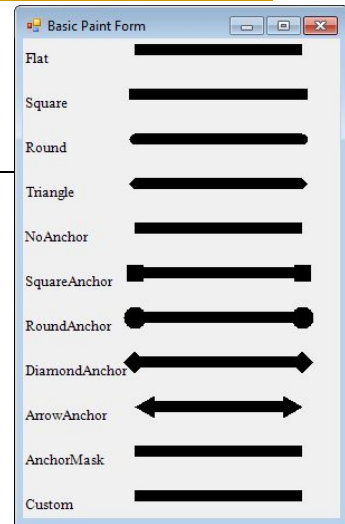 Basic Paint Form
Flat
Square
Round
Triangle
NoAnchor
SquareAnchor
RoundAnchor
DiamondAnchor
ArrowAnchor
AnchorMask
Custom